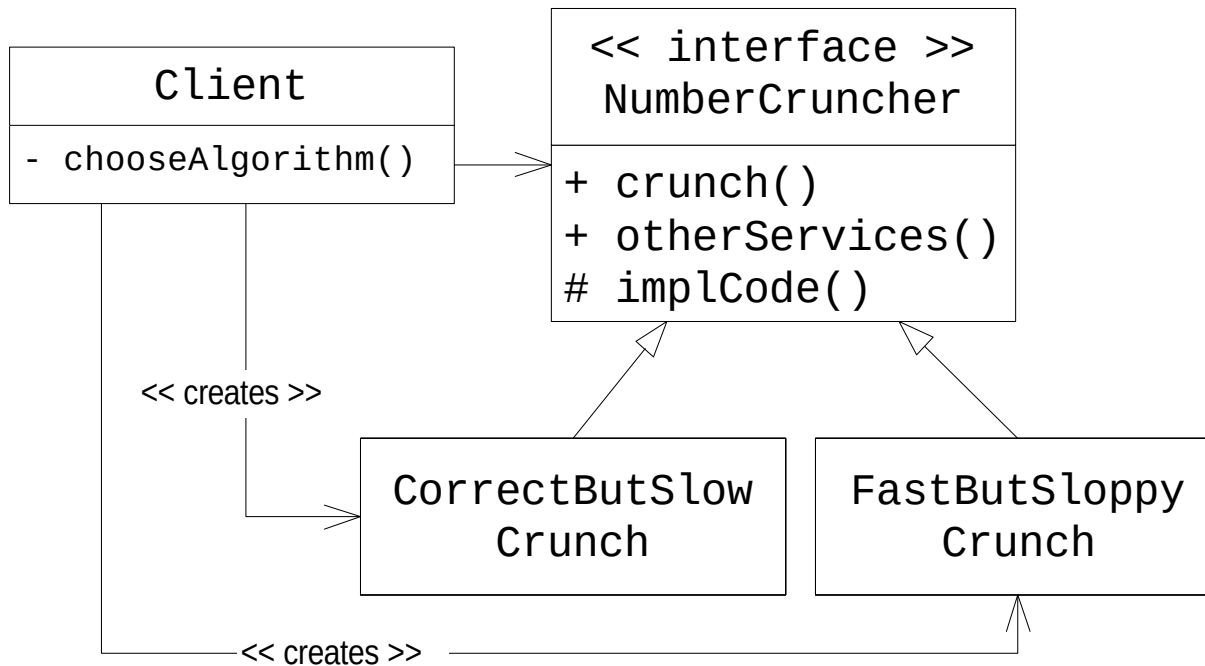 Client
- chooseAlgorithm()
<< interface >>
NumberCruncher
+ crunch()
+ otherServices()
# implCode()
<< creates >>
CorrectButSlow
Crunch
FastButSloppy
Crunch
<< creates >>